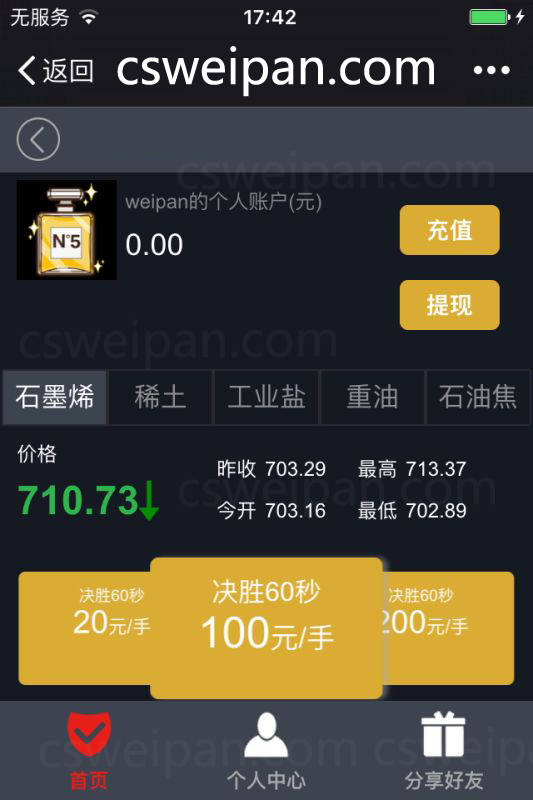 无服务 17:42
返回 csweipan.com
csweipan.com
weipan的个人账户(元)
N°5
0.00
充值
提现
csweipan.com
石墨烯 稀土 工业盐 重油 石油焦
价格
710.73
昨收 703.29 最高 713.37
csweipan.com
今开 703.16 最低 702.89
决胜60秒
20元/手
决胜60秒
100元/手
决胜60秒
200元/手
csweipan.com csweip
首页 个人中心 分享好友